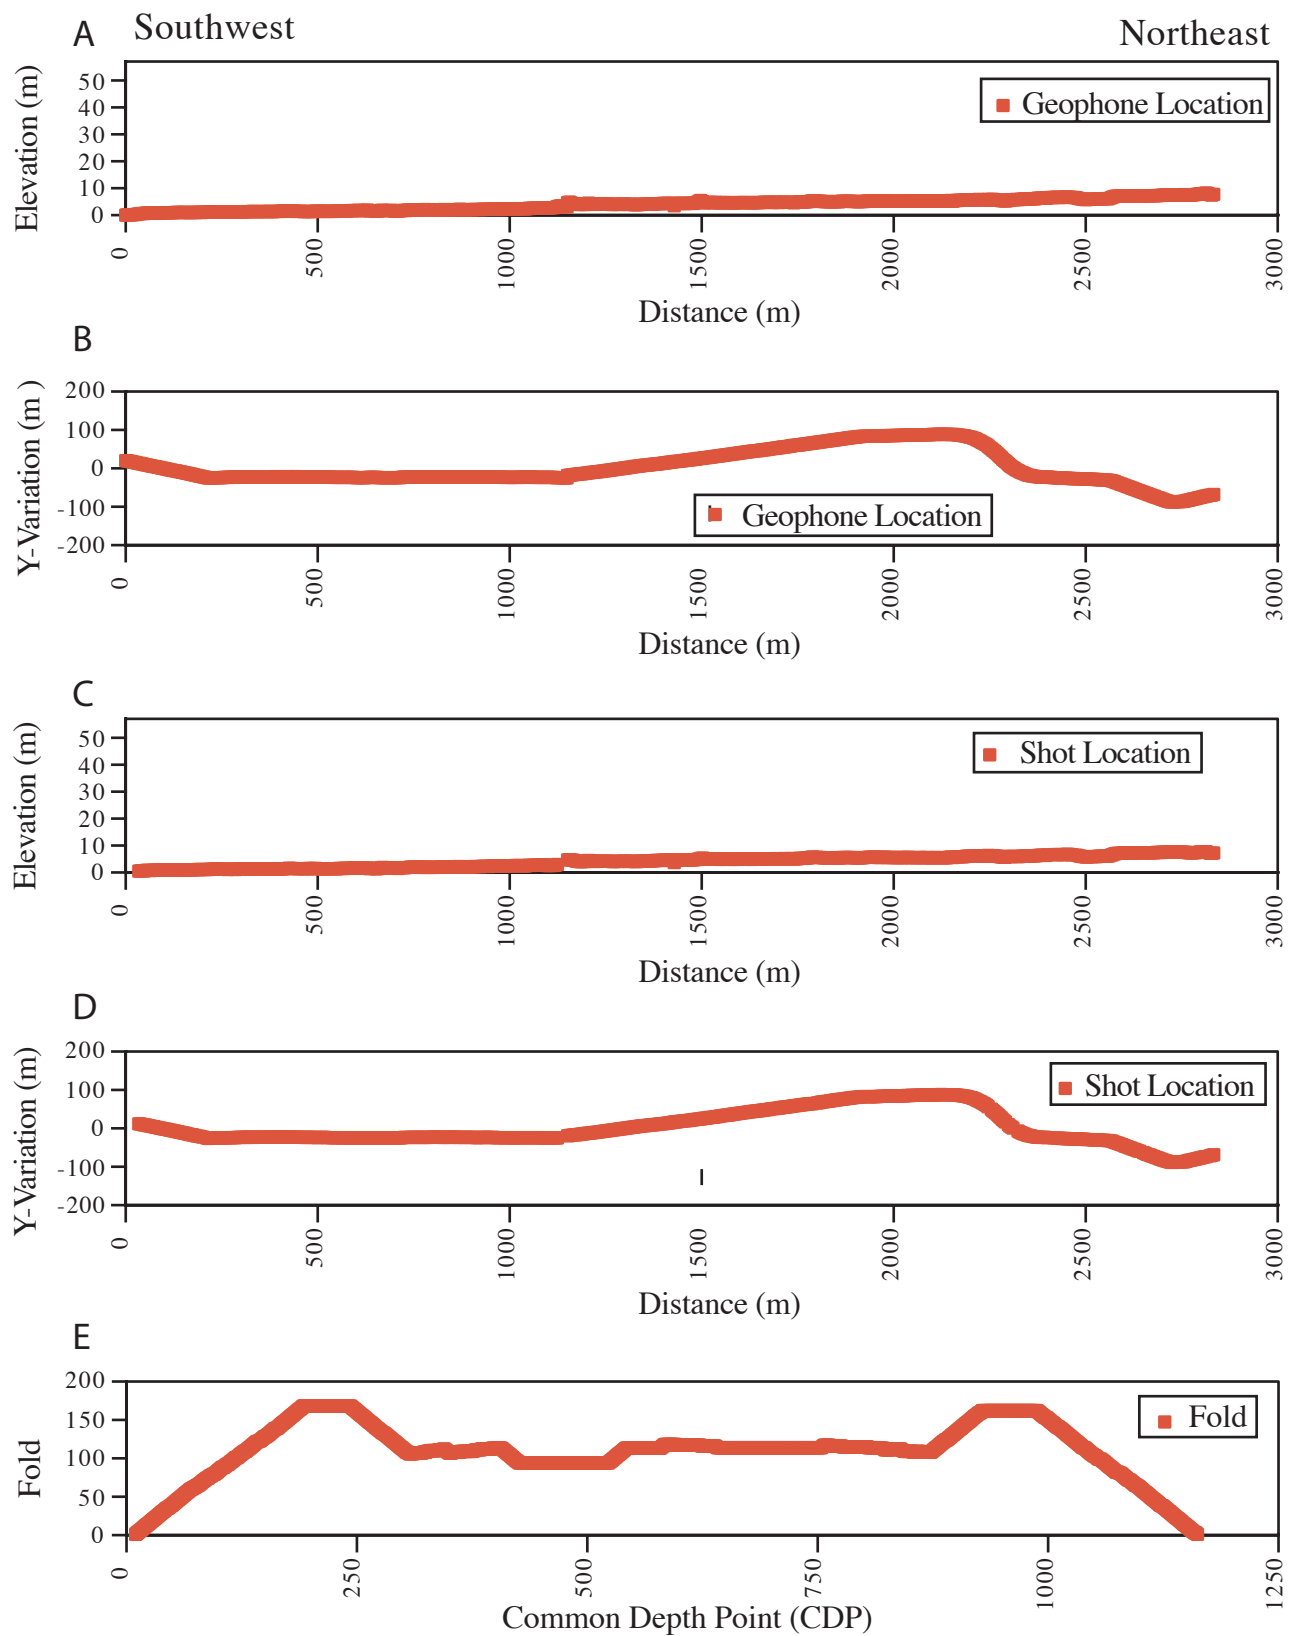 A Southwest Northeast
Elevation (m)
50
40
30
20
10
0
Geophone Location
0 500 1000 1500 2000 2500 3000
Distance (m)
B
Y-Variation (m )
200
100
0
-100
-200
Geophone Location
0 500 1000 1500 2000 2500 3000
Distance (m)
C
Elevation (m)
50
40
30
20
10
0
Shot Location
0 500 1000 1500 2000 2500 3000
Distance (m)
D
Y-Variation (m)
200
100
0
-100
-200
Shot Location
0 500 1000 1500 2000 2500 3000
Distance (m)
E
Fold
200
150
100
50
0
Fold
0 250 500 750 1000 1250
Common Depth Point (CDP)